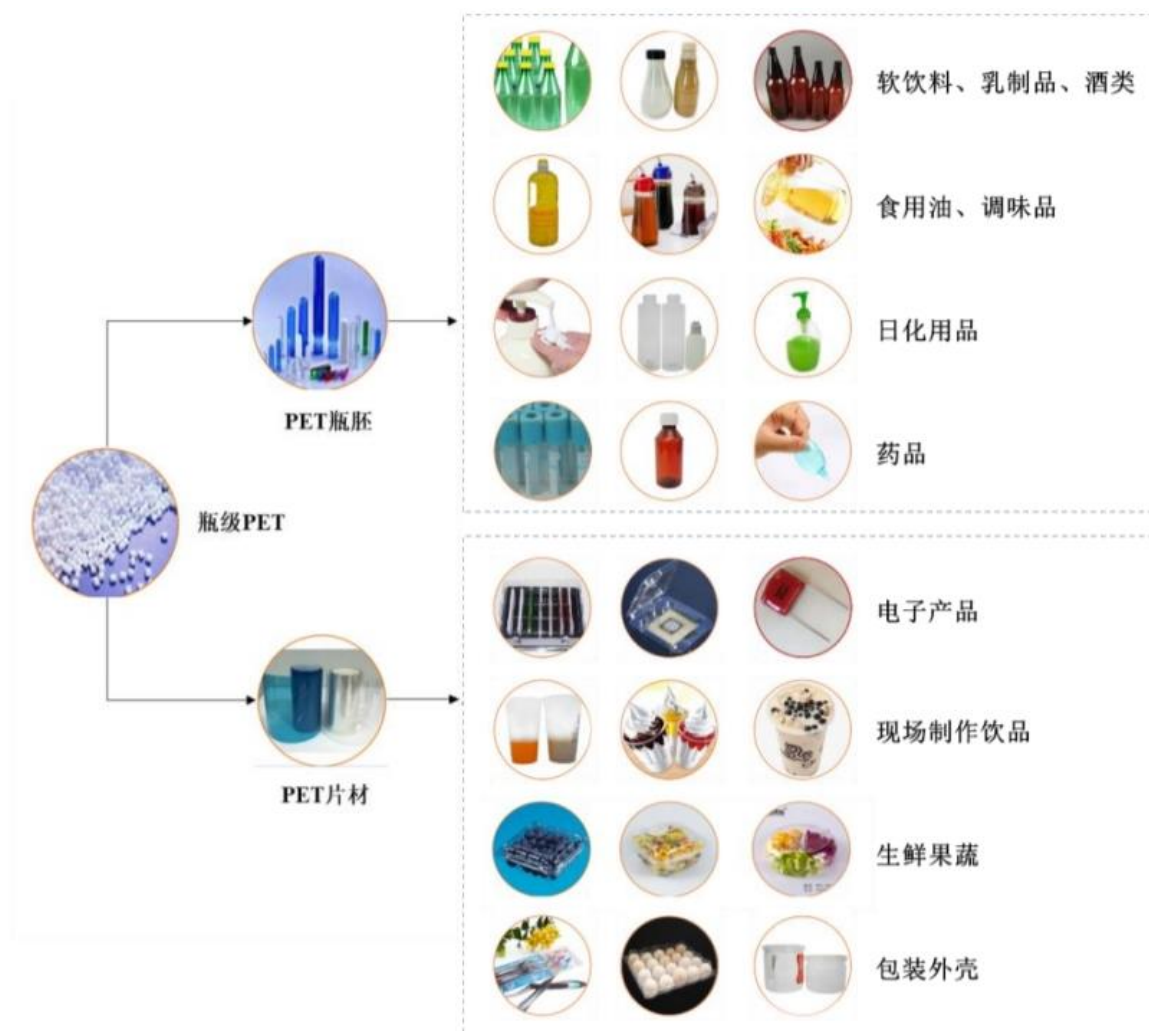 软饮料、乳制品、酒类
食用油、调味品
日化用品
PET瓶胚
药品
瓶级PET
电子产品
现场制作饮品
PET片材
生鲜果蔬
包装外壳